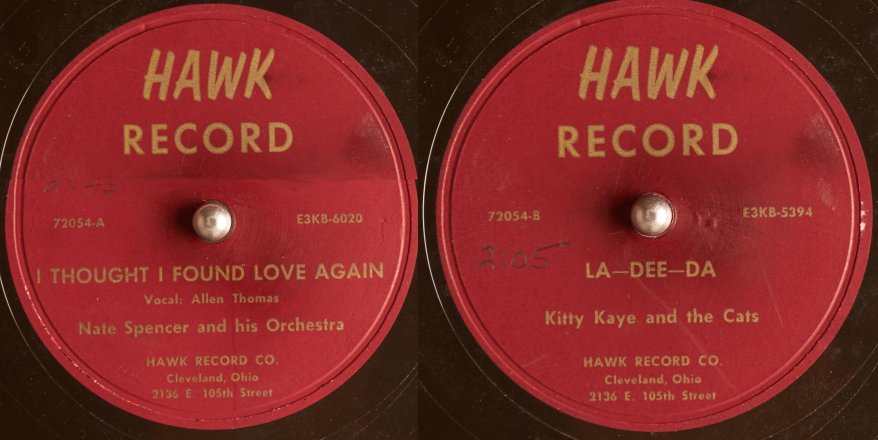 HAWK
RECORD
72054-A
E3KB-6020
I THOUGHT I FOUND LOVE AGAIN
Vocal: Allen Thomas
Nate Spencer and his Orchestra
HAWK RECORD CO.
Cleveland, Ohio
2136 E. 105th Street
HAWK
RECORD
72054-B
E3KB-5394
2:05
LA—DEE—DA
Kitty Kaye and the Cats
HAWK RECORD CO.
Cleveland, Ohio
2136 E. 105th Street